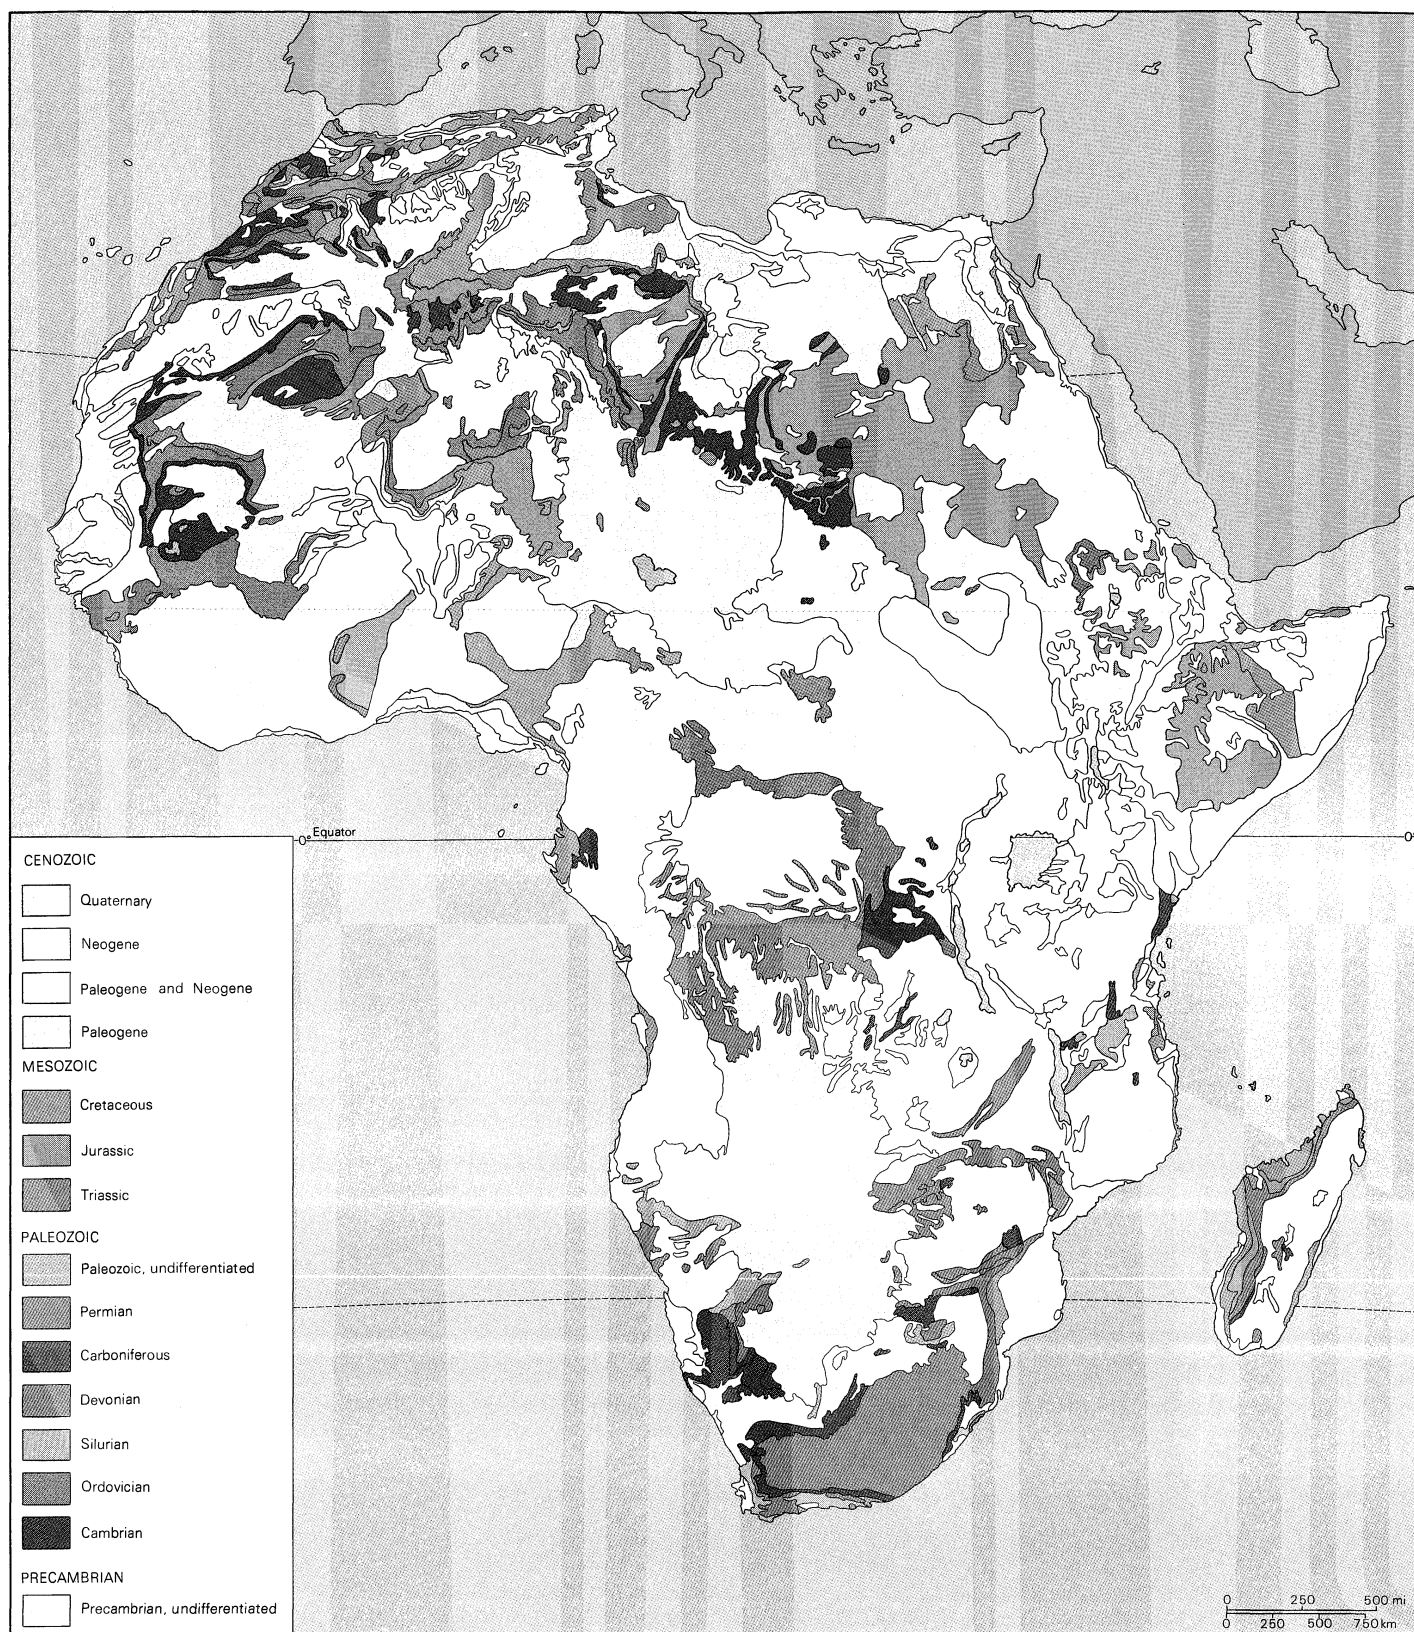 0° Equator
0°
CENOZOIC
Quaternary
Neogene
Paleogene and Neogene
Paleogene
MESOZOIC
Cretaceous
Jurassic
Triassic
PALEOZOIC
Paleozoic, undifferentiated
Permian
Carboniferous
Devonian
Silurian
Ordovician
Cambrian
PRECAMBRIAN
Precambrian, undifferentiated
0 250 500 mi
0 250 500 750 km